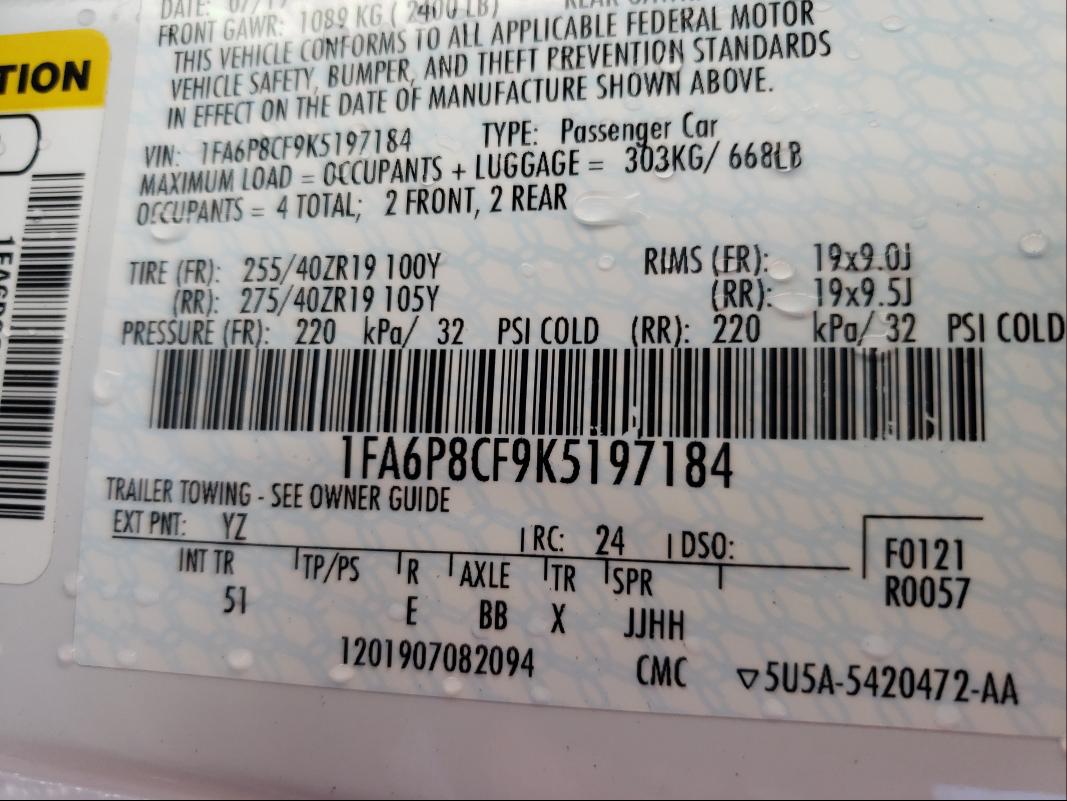 DATE: 07/19
FRONT GAWR: 1089 KG ( 2400 LB)
THIS VEHICLE CONFORMS TO ALL APPLICABLE FEDERAL MOTOR
VEHICLE SAFETY, BUMPER, AND THEFT PREVENTION STANDARDS
IN EFFECT ON THE DATE OF MANUFACTURE SHOWN ABOVE.
TION
VIN: 1FA6P8CF9K5197184 TYPE: Passenger Car
MAXIMUM LOAD = OCCUPANTS + LUGGAGE = 303KG/ 668LB
OCCUPANTS = 4 TOTAL; 2 FRONT, 2 REAR
TIRE (FR): 255/40ZR19 100Y RIMS (FR): 19x9.0J
(RR): 275/40ZR19 105Y (RR): 19x9.5J
PRESSURE (FR): 220 kPa/ 32 PSI COLD (RR): 220 kPa/ 32 PSI COLD
1FA6P8CF9K5197184
TRAILER TOWING - SEE OWNER GUIDE
EXT PNT: YZ RC: 24 DSO: F0121
INT TR TP/PS R AXLE TR SPR R0057
51 E BB X JJHH
1201907082094 CMC ▽5U5A-5420472-AA